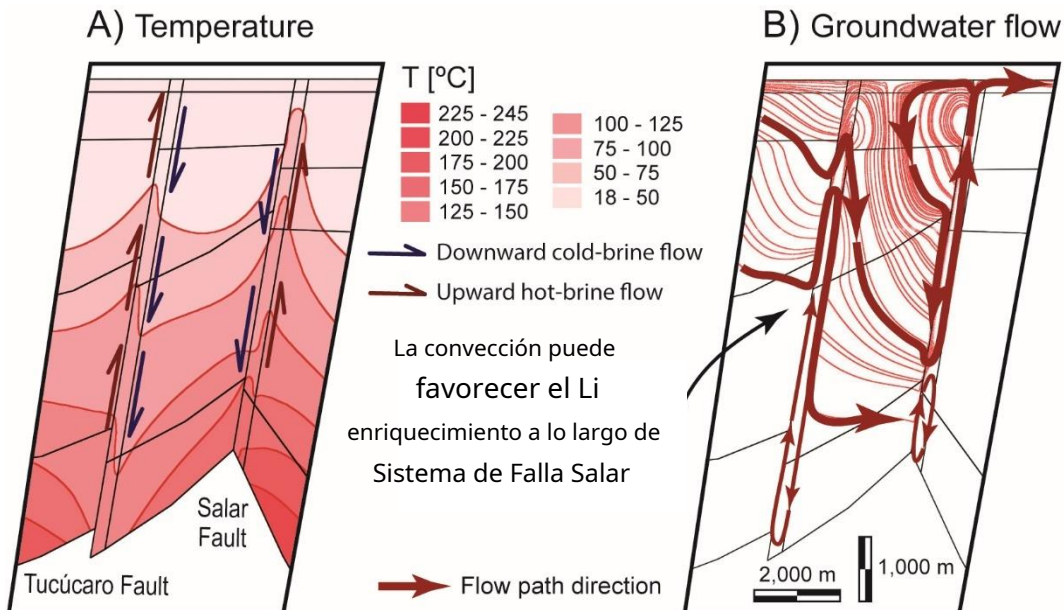 A) Temperature
B) Groundwater flow
T [ºC]
225 - 245
200 - 225
175 - 200
150 - 175
125 - 150
100 - 125
75 - 100
50 - 75
18 - 50
Downward cold-brine flow
Upward hot-brine flow
La convección puede
favorecer el Li
enriquecimiento a lo largo de
Sistema de Falla Salar
Salar
Fault
Tucúcaro Fault
Flow path direction
2,000 m
1,000 m